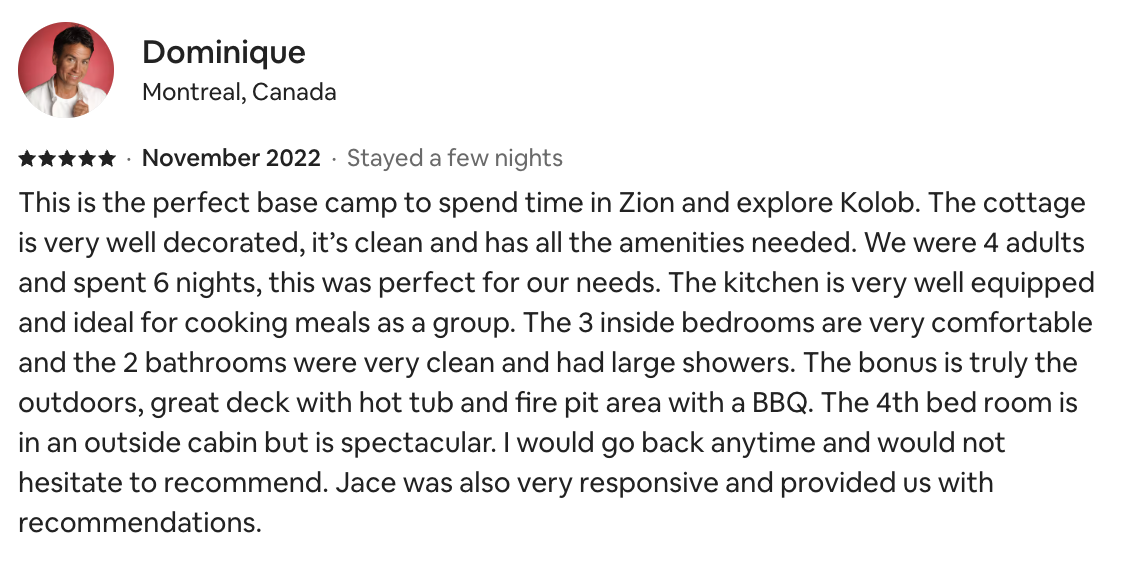 Dominique
Montreal, Canada
★★★★★ · November 2022 · Stayed a few nights
This is the perfect base camp to spend time in Zion and explore Kolob. The cottage
is very well decorated, it’s clean and has all the amenities needed. We were 4 adults
and spent 6 nights, this was perfect for our needs. The kitchen is very well equipped
and ideal for cooking meals as a group. The 3 inside bedrooms are very comfortable
and the 2 bathrooms were very clean and had large showers. The bonus is truly the
outdoors, great deck with hot tub and fire pit area with a BBQ. The 4th bed room is
in an outside cabin but is spectacular. I would go back anytime and would not
hesitate to recommend. Jace was also very responsive and provided us with
recommendations.